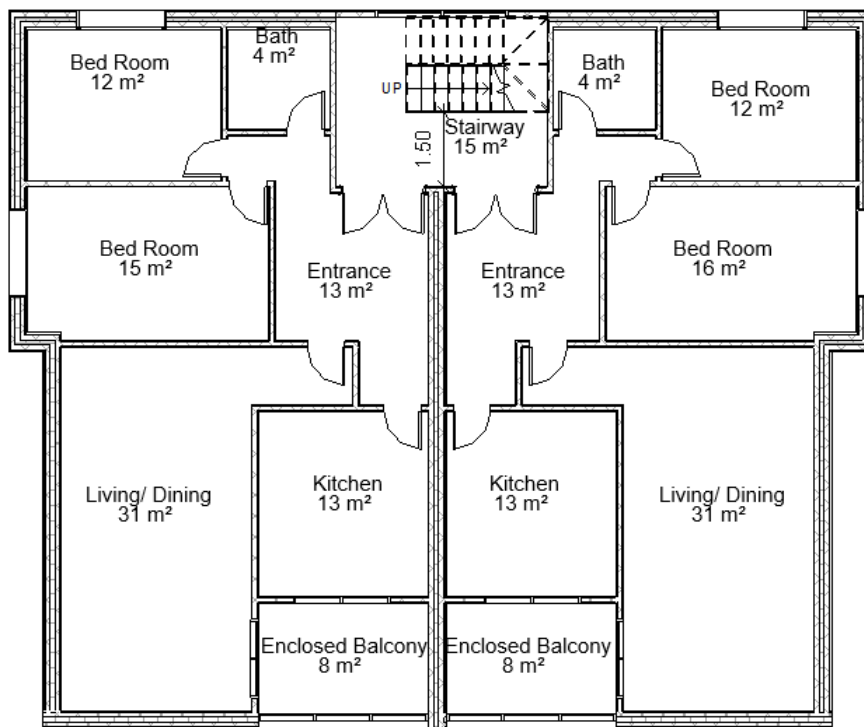 Bed Room
12 m²
Bath
4 m²
UP
Stairway
15 m²
1.50
Bath
4 m²
Bed Room
12 m²
Bed Room
15 m²
Entrance
13 m²
Entrance
13 m²
Bed Room
16 m²
Living/ Dining
31 m²
Kitchen
13 m²
Kitchen
13 m²
Living/ Dining
31 m²
Enclosed Balcony
8 m²
Enclosed Balcony
8 m²